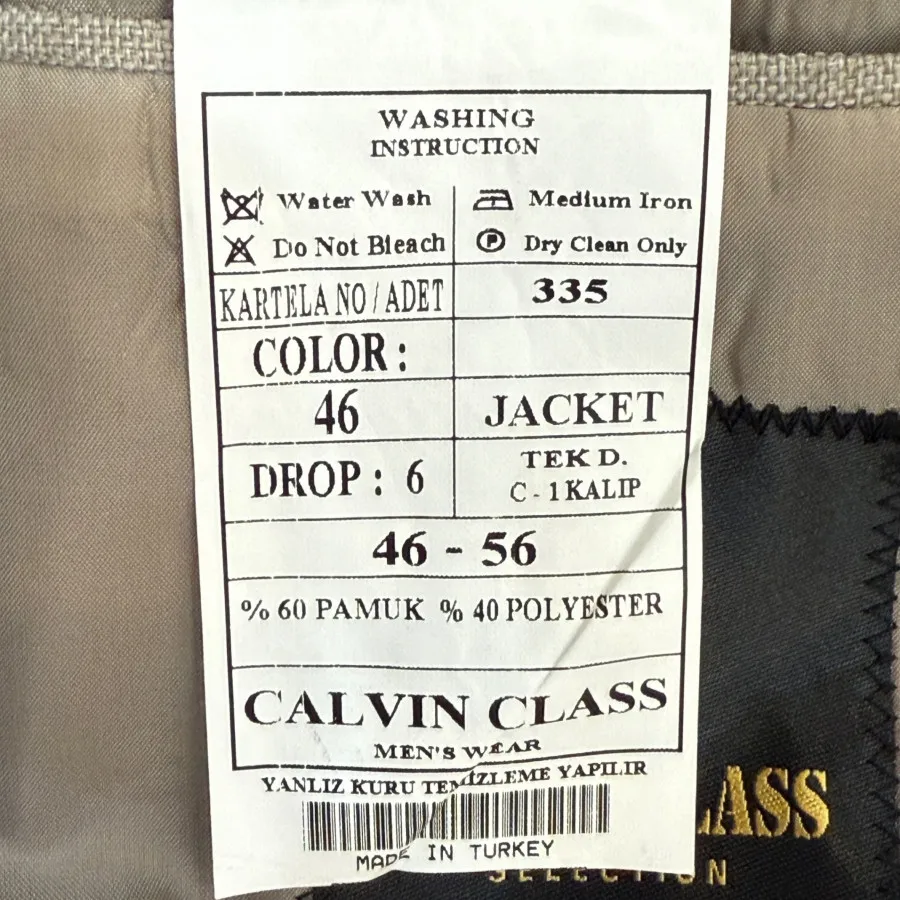 WASHING
INSTRUCTION
Water Wash
Medium Iron
Do Not Bleach
P Dry Clean Only
KARTELA NO / ADET
335
COLOR :
46
JACKET
DROP : 6
TEK D.
C - 1 KALIP
46 - 56
% 60 PAMUK % 40 POLYESTER
CALVIN CLASS
MEN'S WEAR
YANLIZ KURU TEMİZLEME YAPILIR
MADE IN TURKEY
LASS
SELECTION